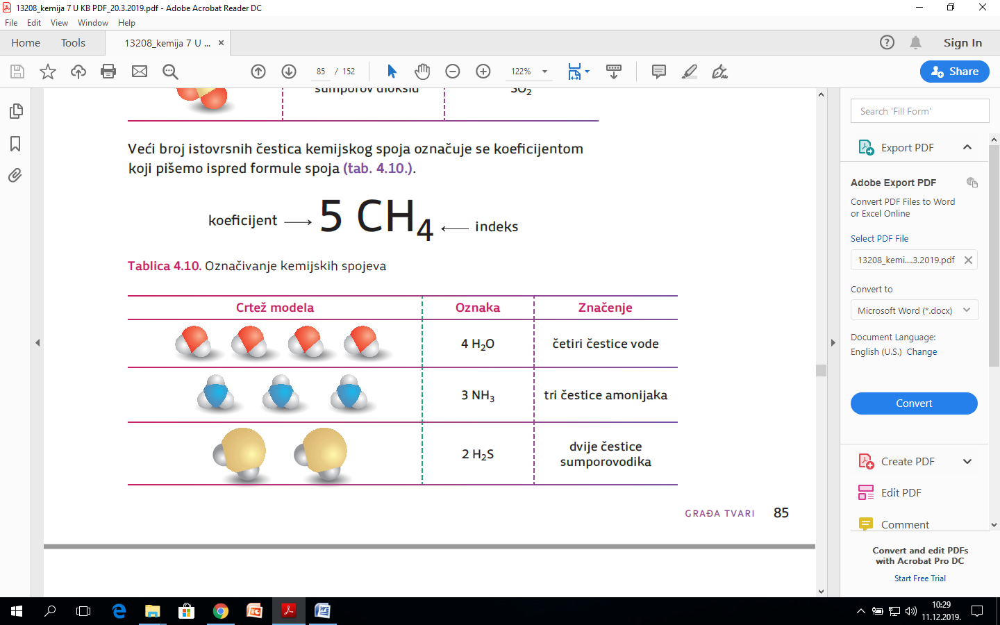 13208_kemija 7 U KB PDF_20.3.2019.pdf - Adobe Acrobat Reader DC
File Edit View Window Help
Home Tools 13208_kemija 7 U ... × Sign In
85 / 152 122% Share
sumporov dioksid SO₂
Veći broj istovrsnih čestica kemijskog spoja označuje se koeficijentom
koji pišemo ispred formule spoja (tab. 4.10.).
koeficijent → 5 CH₄ ← indeks
Tablica 4.10. Označivanje kemijskih spojeva
Crtež modela Oznaka Značenje
4 H₂O četiri čestice vode
3 NH₃ tri čestice amonijaka
2 H₂S dvije čestice
sumporovodika
GRAĐA TVARI 85
Search 'Fill Form'
Export PDF
Adobe Export PDF
Convert PDF Files to Word
or Excel Online
Select PDF File
13208_kemi....3.2019.pdf
Convert to
Microsoft Word (*.docx)
Document Language:
English (U.S.) Change
Convert
Create PDF
Edit PDF
Comment
Convert and edit PDFs
with Acrobat Pro DC
Start Free Trial
10:29
11.12.2019.